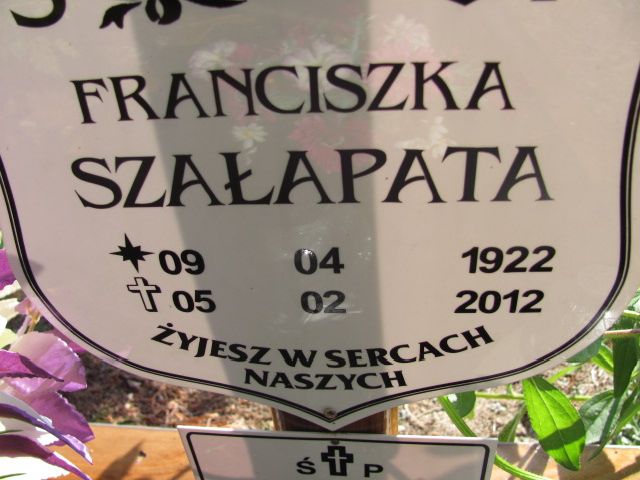 FRANCISZKA
SZAŁAPATA
09 04 1922
05 02 2012
ŻYJESZ W SERCACH
NASZYCH
Ś P